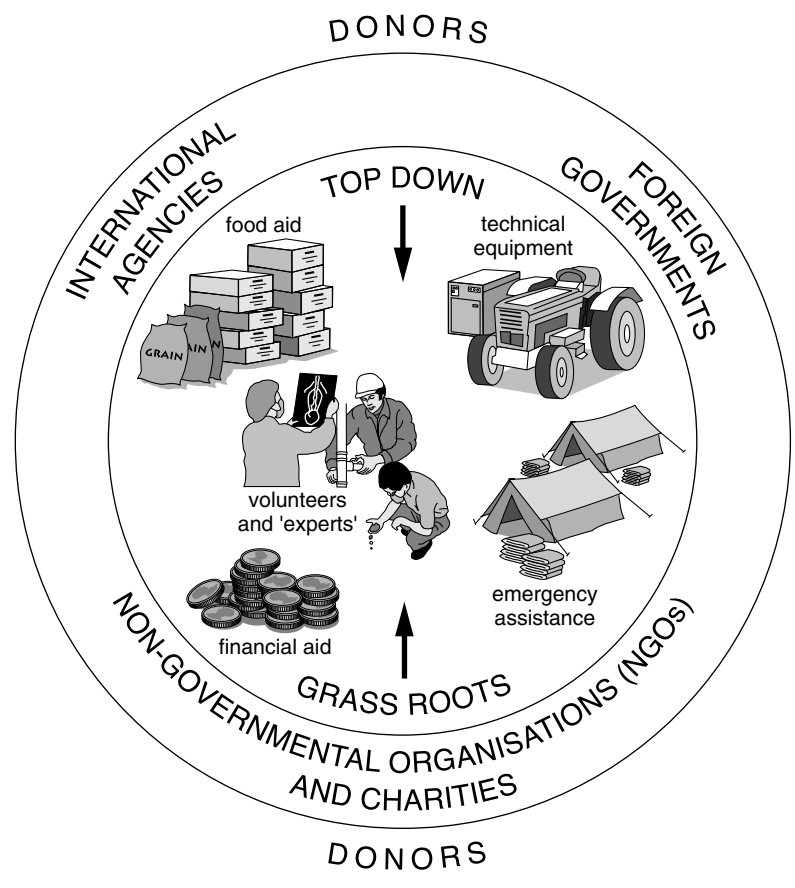 DONORS
INTERNATIONAL
AGENCIES
FOREIGN
GOVERNMENTS
TOP DOWN
food aid
technical
equipment
GRAIN
AIN
N
volunteers
and 'experts'
emergency
assistance
financial aid
GRASS ROOTS
NON-GOVERNMENTAL ORGANISATIONS (NGOs)
AND CHARITIES
DONORS